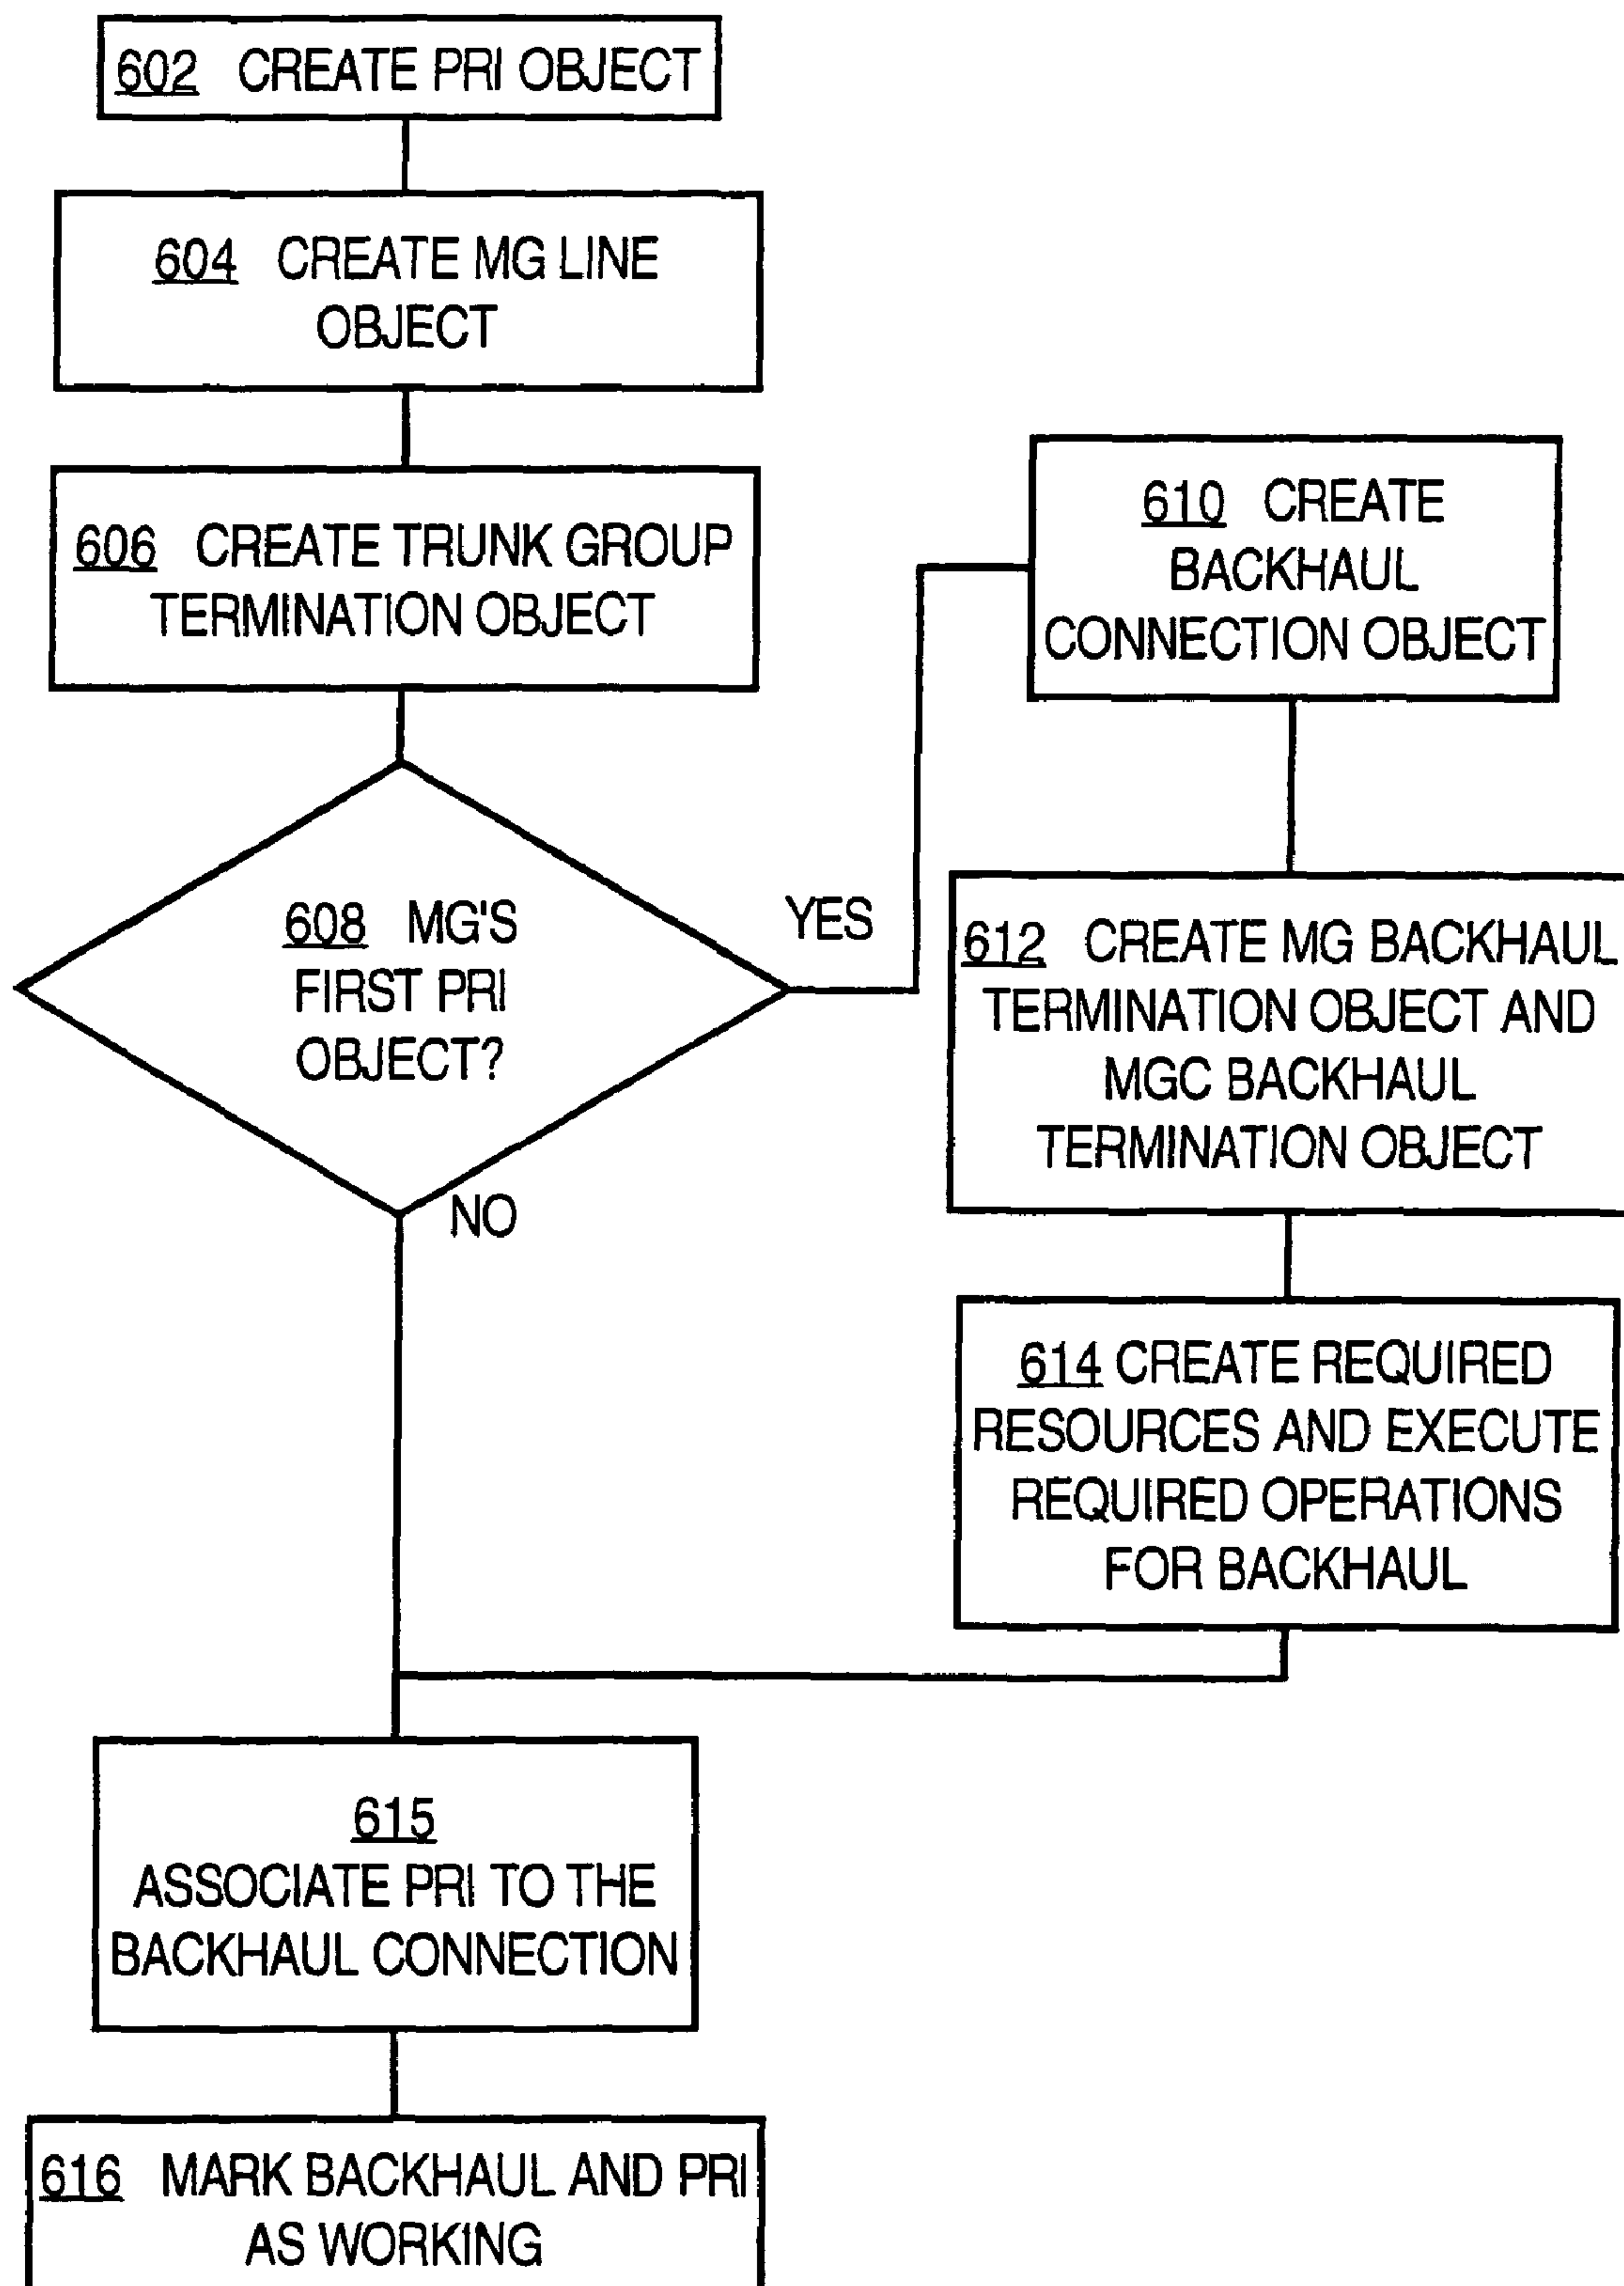 602 CREATE PRI OBJECT
604 CREATE MG LINE
OBJECT
606 CREATE TRUNK GROUP
TERMINATION OBJECT
608 MG'S
FIRST PRI
OBJECT?
YES
NO
610 CREATE
BACKHAUL
CONNECTION OBJECT
612 CREATE MG BACKHAUL
TERMINATION OBJECT AND
MGC BACKHAUL
TERMINATION OBJECT
614 CREATE REQUIRED
RESOURCES AND EXECUTE
REQUIRED OPERATIONS
FOR BACKHAUL
615
ASSOCIATE PRI TO THE
BACKHAUL CONNECTION
616 MARK BACKHAUL AND PRI
AS WORKING